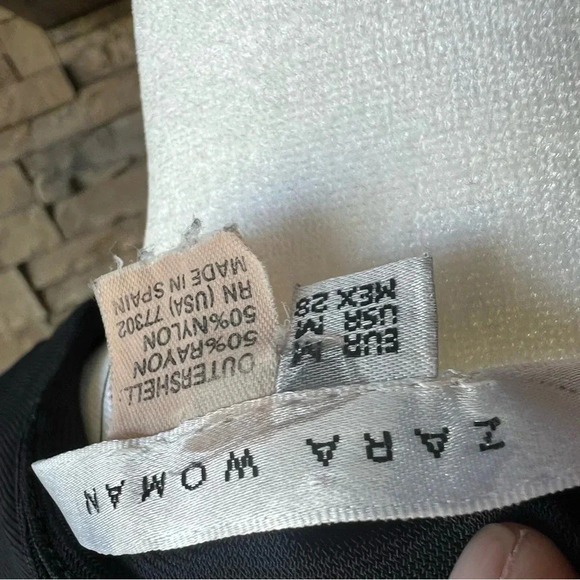 ZARA WOMAN
EUR M
USA M
MEX 28
OUTERSHELL:
50%RAYON
50%NYLON
RN (USA) 77302
MADE IN SPAIN